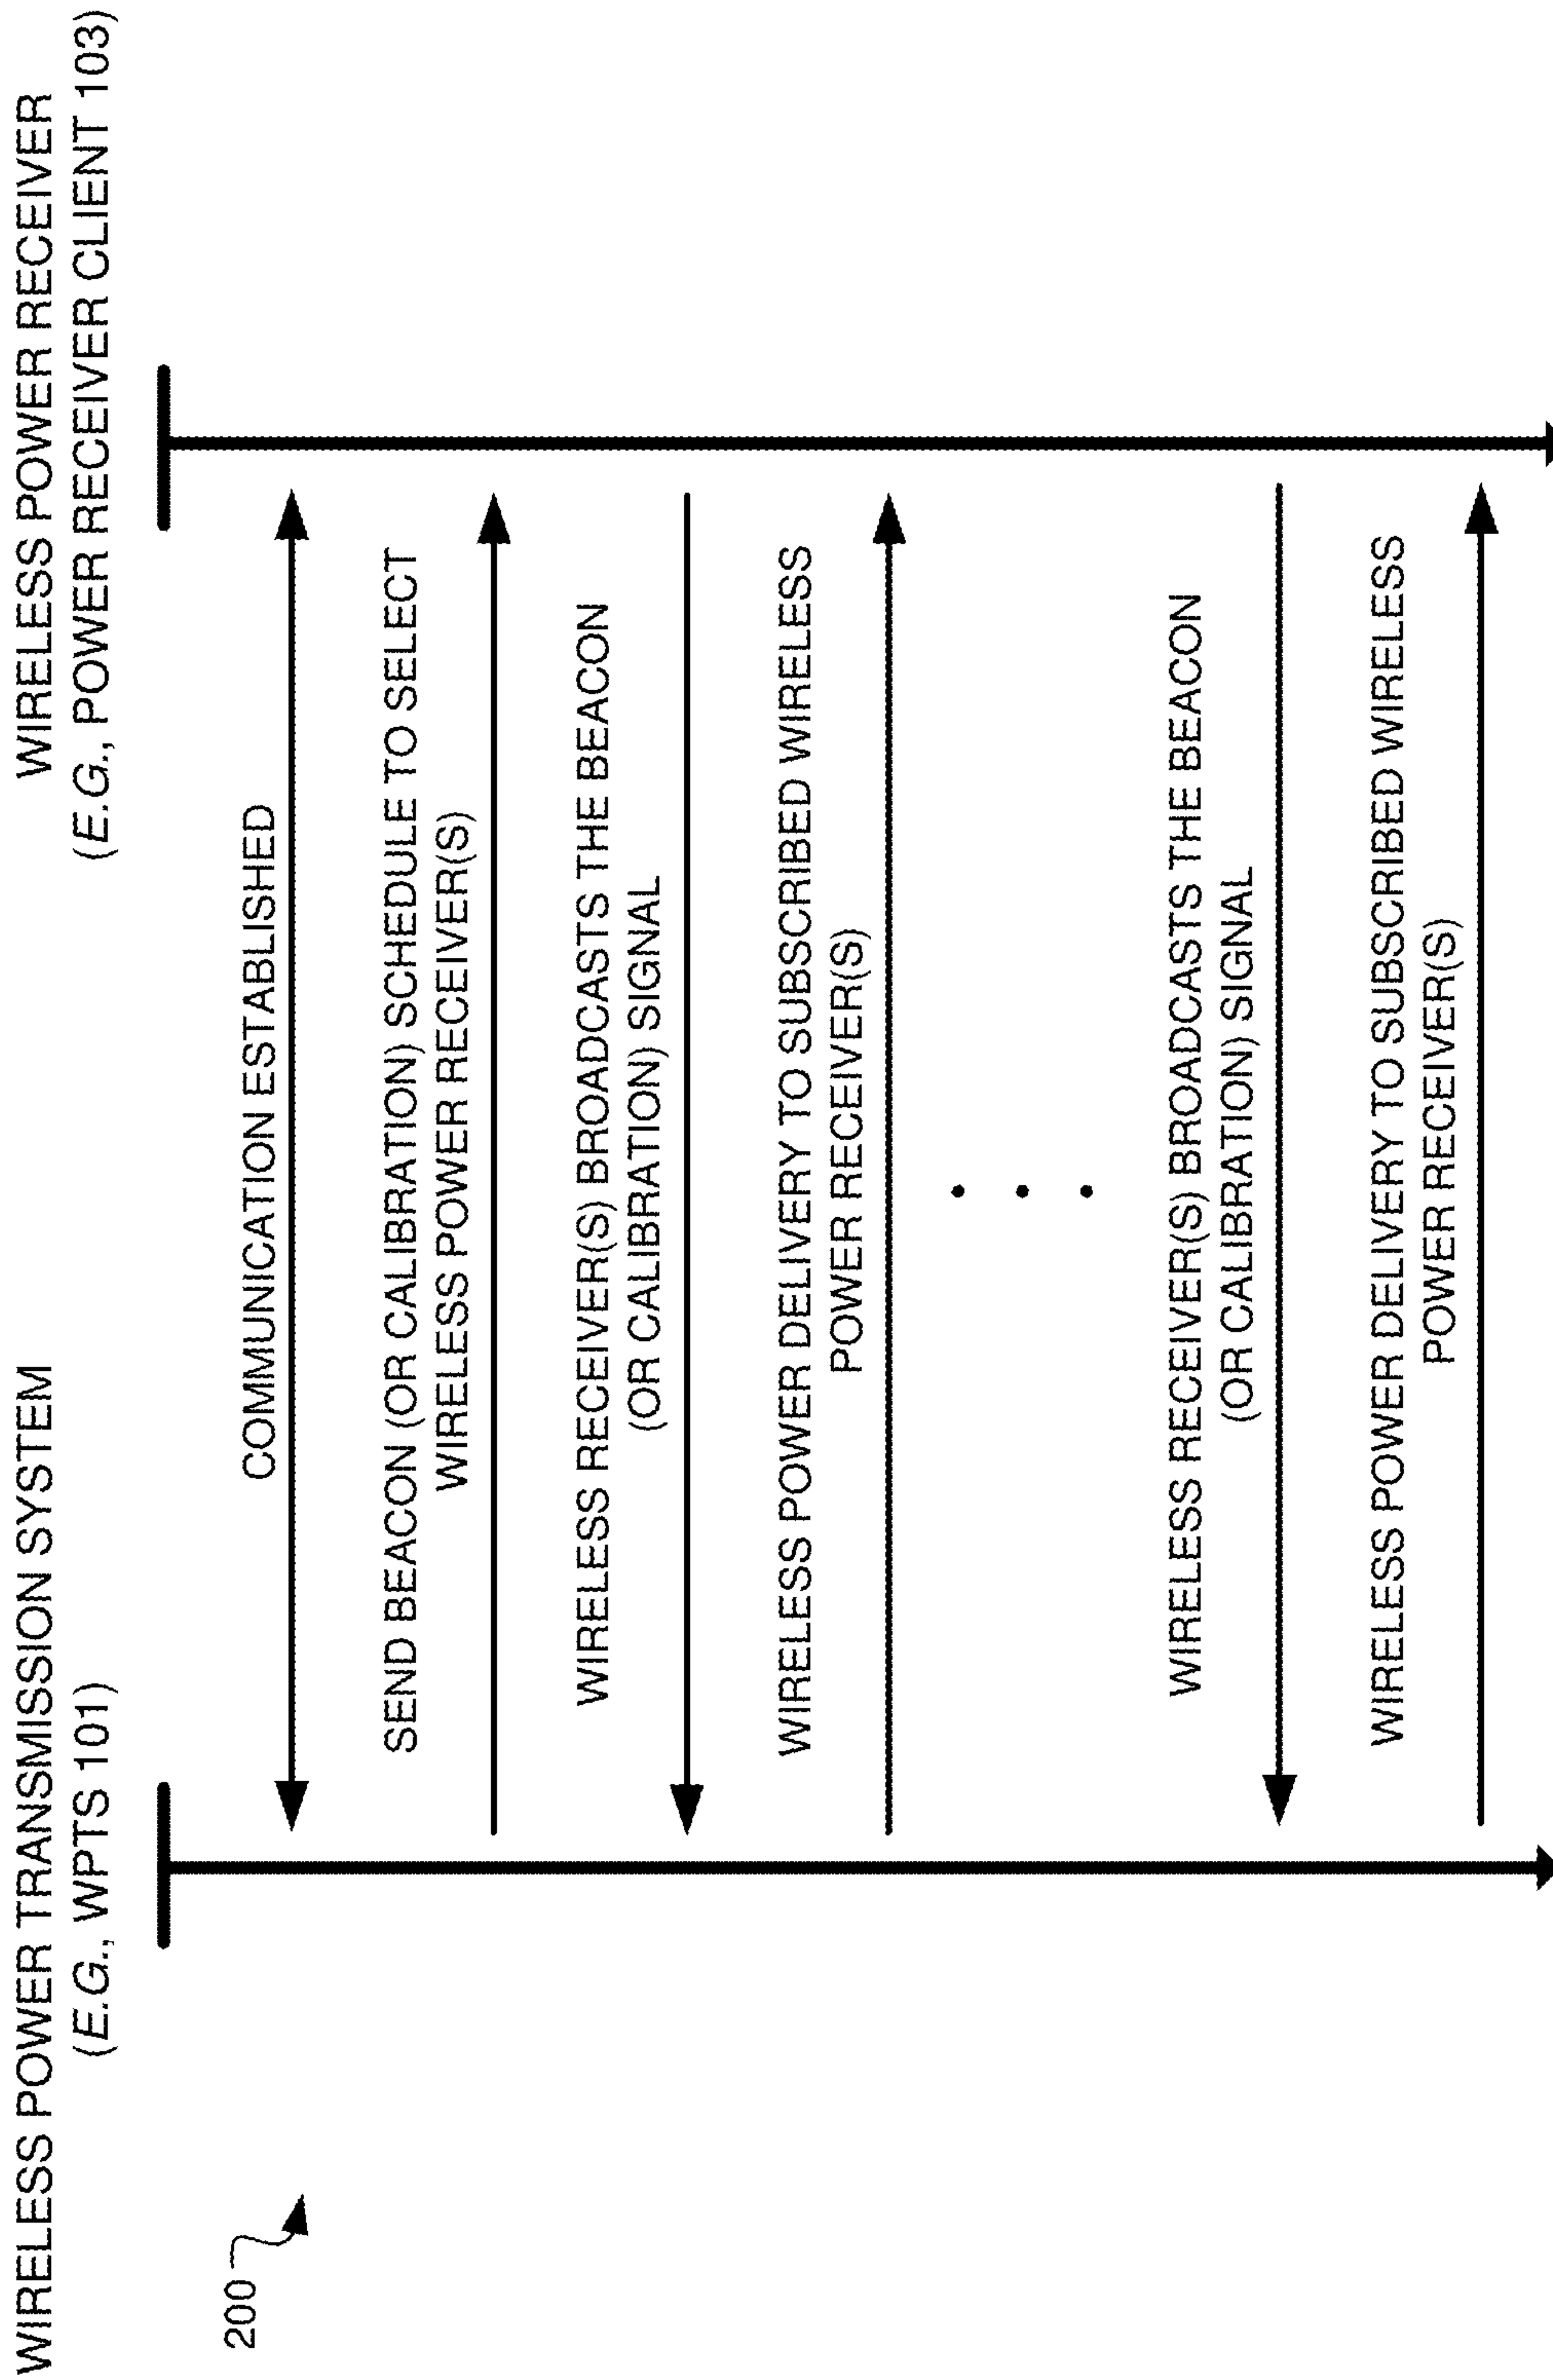 WIRELESS POWER TRANSMISSION SYSTEM
(E.G., WPTS 101)
WIRELESS POWER RECEIVER
(E.G., POWER RECEIVER CLIENT 103)
200
COMMUNICATION ESTABLISHED
SEND BEACON (OR CALIBRATION) SCHEDULE TO SELECT
WIRELESS POWER RECEIVER(S)
WIRELESS RECEIVER(S) BROADCASTS THE BEACON
(OR CALIBRATION) SIGNAL
WIRELESS POWER DELIVERY TO SUBSCRIBED WIRELESS
POWER RECEIVER(S)
WIRELESS RECEIVER(S) BROADCASTS THE BEACON
(OR CALIBRATION) SIGNAL
WIRELESS POWER DELIVERY TO SUBSCRIBED WIRELESS
POWER RECEIVER(S)